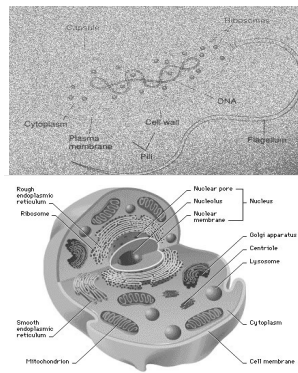 Ribosomes
Capsule
DNA
Cytoplasm
Cell wall
Plasma
membrane
Flagellum
Pili
Rough
endoplasmic
reticulum
Ribosome
Nuclear pore
Nucleolus
Nuclear
membrane
Nucleus
Golgi apparatus
Centriole
Lysosome
Smooth
endoplasmic
reticulum
Cytoplasm
Mitochondrion
Cell membrane